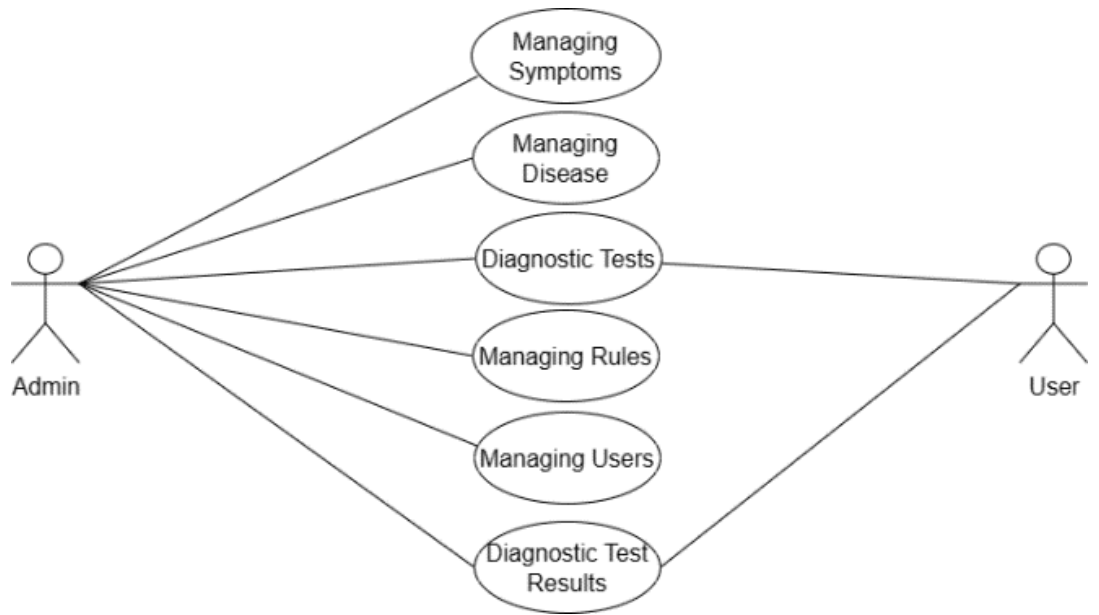 Managing
Symptoms
Managing
Disease
Diagnostic Tests
Managing Rules
Admin
User
Managing Users
Diagnostic Test
Results